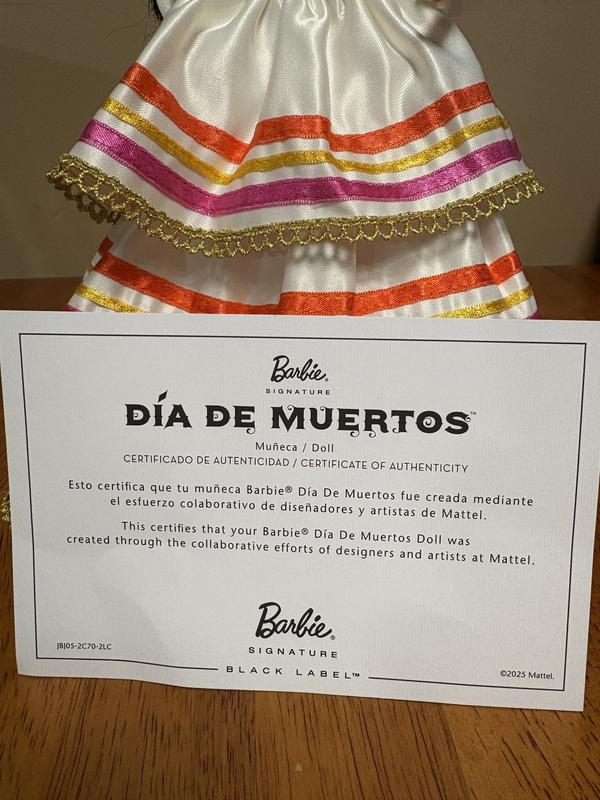 Barbie®
SIGNATURE
DÍA DE MUERTOS™
Muñeca / Doll
CERTIFICADO DE AUTENTICIDAD / CERTIFICATE OF AUTHENTICITY
Esto certifica que tu muñeca Barbie® Día De Muertos fue creada mediante
el esfuerzo colaborativo de diseñadores y artistas de Mattel.
This certifies that your Barbie® Día De Muertos Doll was
created through the collaborative efforts of designers and artists at Mattel.
Barbie®
SIGNATURE
BLACK LABEL™
JBJ05-2C70-2LC
©2025 Mattel.